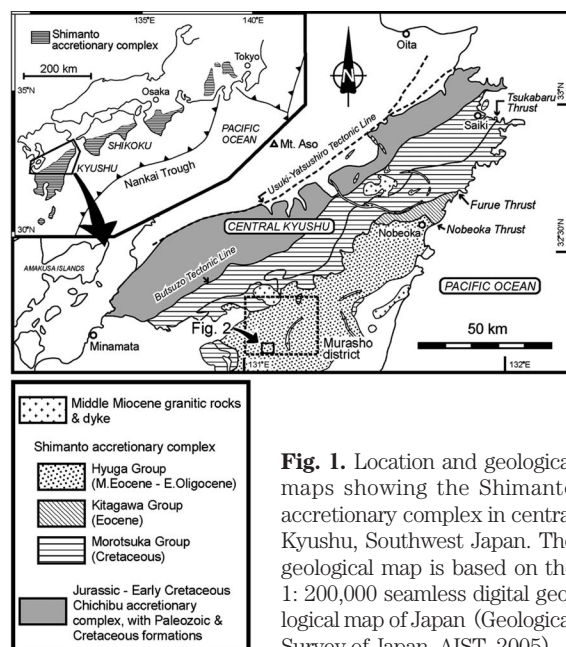 135°E
140°E
Shimanto
accretionary complex
Tokyo
200 km
Osaka
35°N
SHIKOKU
PACIFIC
OCEAN
KYUSHU
Nankai Trough
30°N
N
Oita
33°N
Tsukabaru
Thrust
Saiki
Mt. Aso
Usuki-Yatsushiro Tectonic Line
Furue Thrust
CENTRAL KYUSHU
Nobeoka
Nobeoka Thrust
32°30'N
AMAKUSA ISLANDS
Butsuzo Tectonic Line
PACIFIC OCEAN
Fig. 2
50 km
Minamata
Murasho
district
131°E
132°E
Middle Miocene granitic rocks
& dyke
Shimanto accretionary complex
Hyuga Group
(M.Eocene - E.Oligocene)
Kitagawa Group
(Eocene)
Morotsuka Group
(Cretaceous)
Jurassic - Early Cretaceous
Chichibu accretionary
complex, with Paleozoic &
Cretaceous formations
Fig. 1. Location and geological
maps showing the Shimanto
accretionary complex in central
Kyushu, Southwest Japan. The
geological map is based on the
1: 200,000 seamless digital geo
logical map of Japan (Geological
Survey of Japan, AIST, 2005).